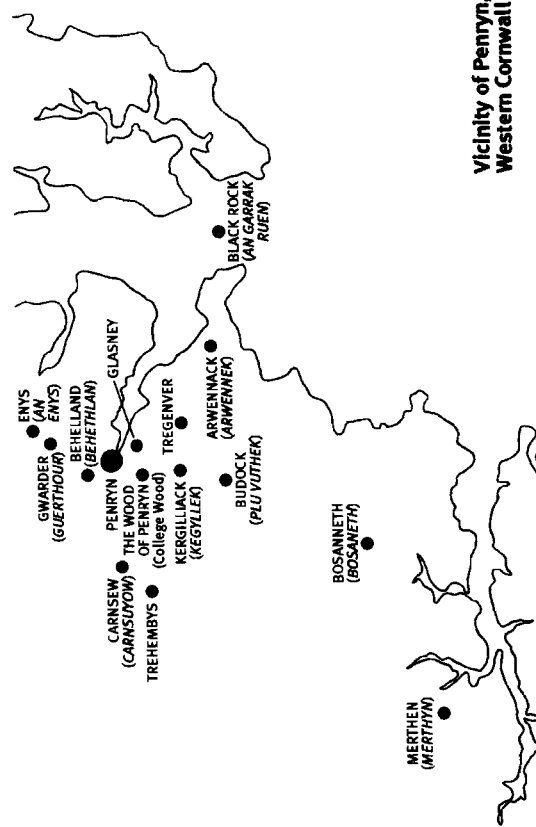 ENYS
(AN
ENYS)
GWARDER
(GUERTHOUR)
BEHELLAND
(BEHETHLAN)
PENRYN
GLASNEY
CARNSEW
(CARNSUYOW)
THE WOOD
OF PENRYN
(College Wood)
TREHEMBYS
KERGILLIACK
(KEGYLLEK)
TREGENVER
ARWENNACK
(ARWENNEK)
BUDOCK
(PLU VUTHEK)
BLACK ROCK
(AN GARRAK
RUEN)
BOSANNETH
(BOSANETH)
MERTHEN
(MERTHYN)
Vicinity of Penryn,
Western Cornwall